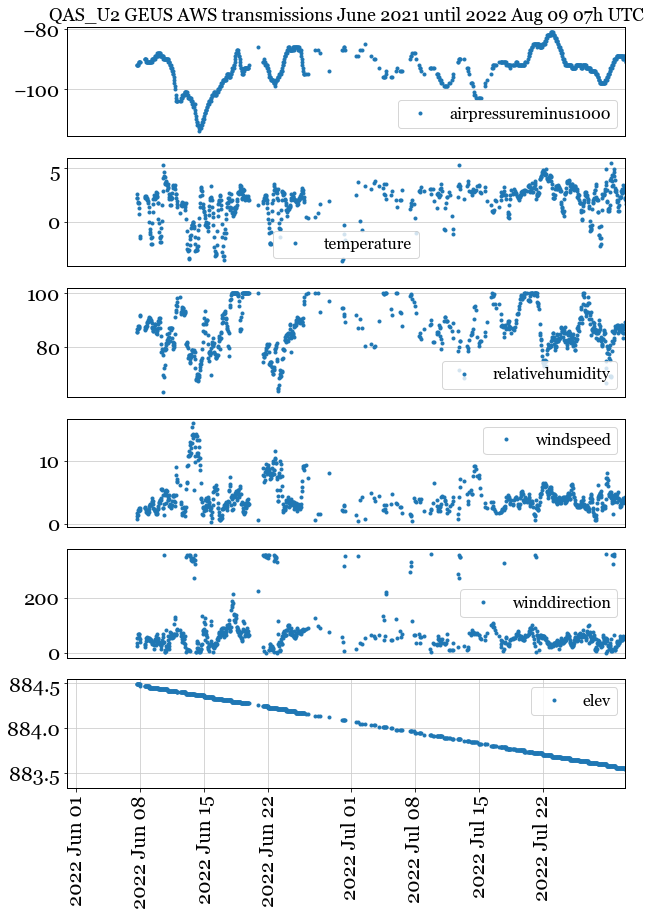 QAS_U2 GEUS AWS transmissions June 2021 until 2022 Aug 09 07h UTC
−80
−100
airpressureminus1000
5
0
temperature
100
80
relativehumidity
10
0
windspeed
200
0
winddirection
884.5
884.0
883.5
elev
2022 Jun 01
2022 Jun 08
2022 Jun 15
2022 Jun 22
2022 Jul 01
2022 Jul 08
2022 Jul 15
2022 Jul 22